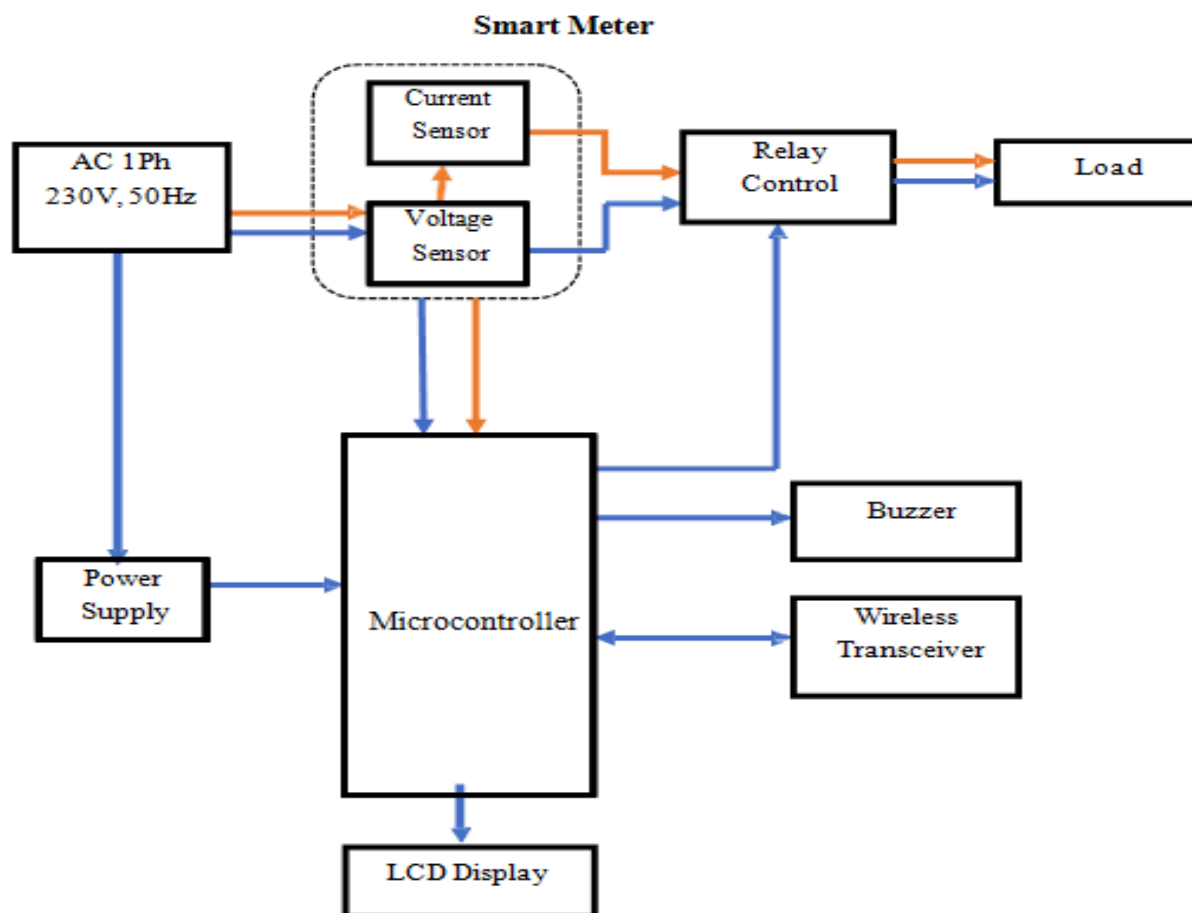 Smart Meter
Current
Sensor
AC 1Ph
230V, 50Hz
Voltage
Sensor
Relay
Control
Load
Buzzer
Power
Supply
Microcontroller
Wireless
Transceiver
LCD Display